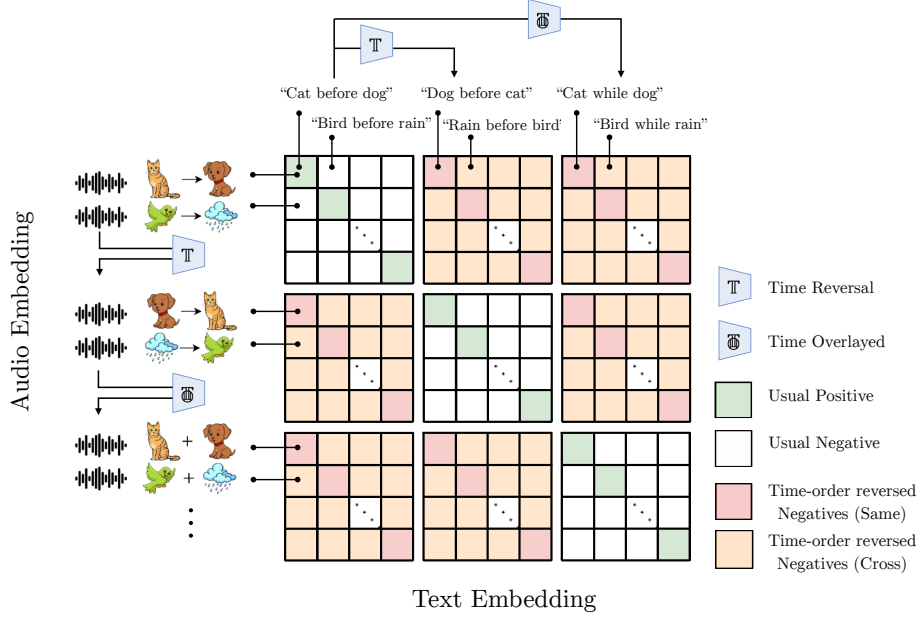 “Cat before dog” “Dog before cat” “Cat while dog”
“Bird before rain” “Rain before bird” “Bird while rain”
Audio Embedding
𝕋
Time Reversal
Time Overlayed
Usual Positive
Usual Negative
Time-order reversed
Negatives (Same)
Time-order reversed
Negatives (Cross)
Text Embedding